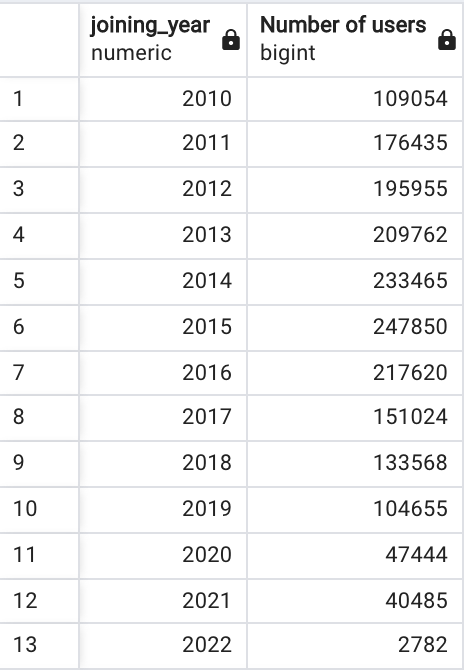 joining_year Number of users
numeric bigint
1 2010 109054
2 2011 176435
3 2012 195955
4 2013 209762
5 2014 233465
6 2015 247850
7 2016 217620
8 2017 151024
9 2018 133568
10 2019 104655
11 2020 47444
12 2021 40485
13 2022 2782